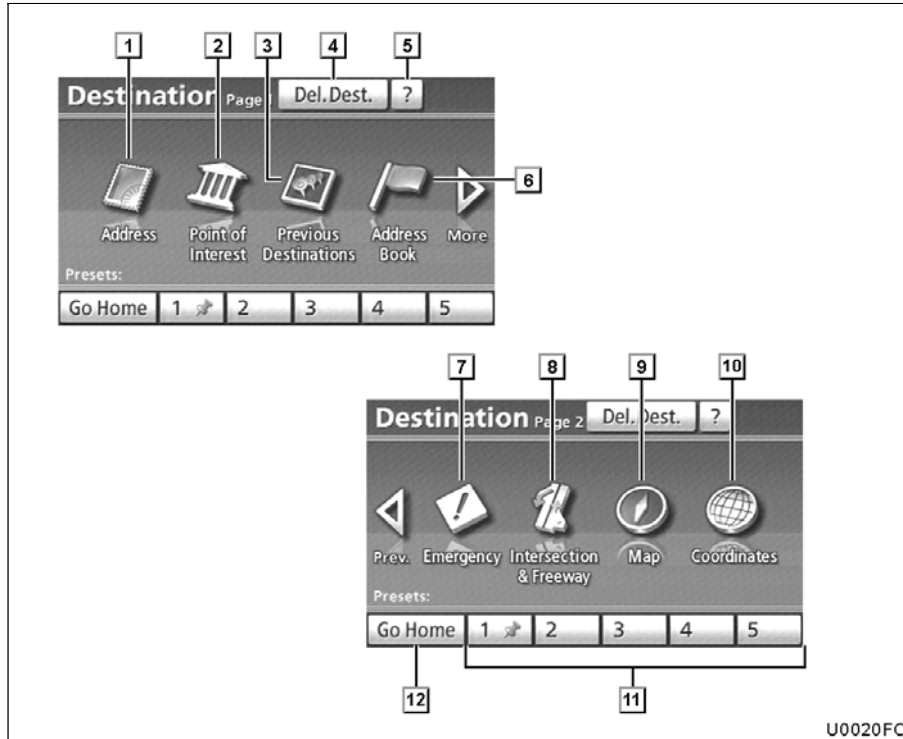 1 2 3 4 5
Destination Page 1 Del.Dest. ?
6
Address Point of Interest Previous Destinations Address Book More
Presets:
Go Home 1 2 3 4 5
7 8 9 10
Destination Page 2 Del.Dest. ?
Prev. Emergency Intersection & Freeway Map Coordinates
Presets:
Go Home 1 2 3 4 5
12 11
U0020FC